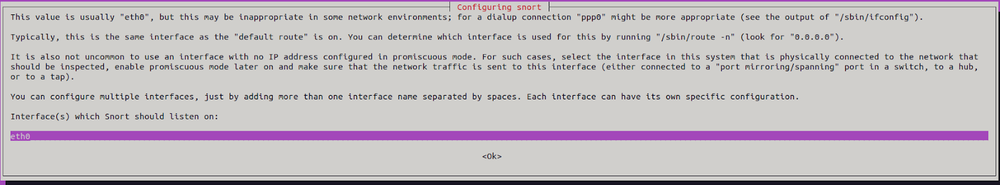 Configuring snort
This value is usually "eth0", but this may be inappropriate in some network environments; for a dialup connection "ppp0" might be more appropriate (see the output of "/sbin/ifconfig").
Typically, this is the same interface as the "default route" is on. You can determine which interface is used for this by running "/sbin/route -n" (look for "0.0.0.0").
It is also not uncommon to use an interface with no IP address configured in promiscuous mode. For such cases, select the interface in this system that is physically connected to the network that
should be inspected, enable promiscuous mode later on and make sure that the network traffic is sent to this interface (either connected to a "port mirroring/spanning" port in a switch, to a hub,
or to a tap).
You can configure multiple interfaces, just by adding more than one interface name separated by spaces. Each interface can have its own specific configuration.
Interface(s) which Snort should listen on:
eth0
<Ok>